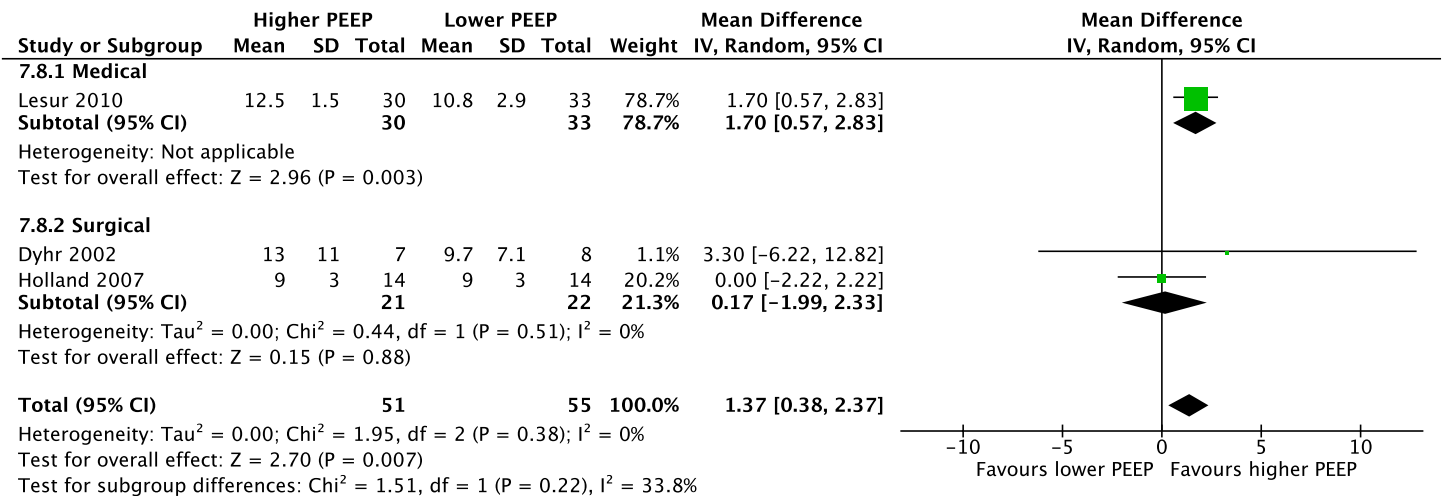 Higher PEEP Lower PEEP Mean Difference Mean Difference
Study or Subgroup Mean SD Total Mean SD Total Weight IV, Random, 95% CI IV, Random, 95% CI
7.8.1 Medical
Lesur 2010 12.5 1.5 30 10.8 2.9 33 78.7% 1.70 [0.57, 2.83]
Subtotal (95% CI) 30 33 78.7% 1.70 [0.57, 2.83]
Heterogeneity: Not applicable
Test for overall effect: Z = 2.96 (P = 0.003)
7.8.2 Surgical
Dyhr 2002 13 11 7 9.7 7.1 8 1.1% 3.30 [−6.22, 12.82]
Holland 2007 9 3 14 9 3 14 20.2% 0.00 [−2.22, 2.22]
Subtotal (95% CI) 21 22 21.3% 0.17 [−1.99, 2.33]
Heterogeneity: Tau² = 0.00; Chi² = 0.44, df = 1 (P = 0.51); I² = 0%
Test for overall effect: Z = 0.15 (P = 0.88)
Total (95% CI) 51 55 100.0% 1.37 [0.38, 2.37]
Heterogeneity: Tau² = 0.00; Chi² = 1.95, df = 2 (P = 0.38); I² = 0%
Test for overall effect: Z = 2.70 (P = 0.007)
Test for subgroup differences: Chi² = 1.51, df = 1 (P = 0.22), I² = 33.8%
−10 −5 0 5 10
Favours lower PEEP Favours higher PEEP